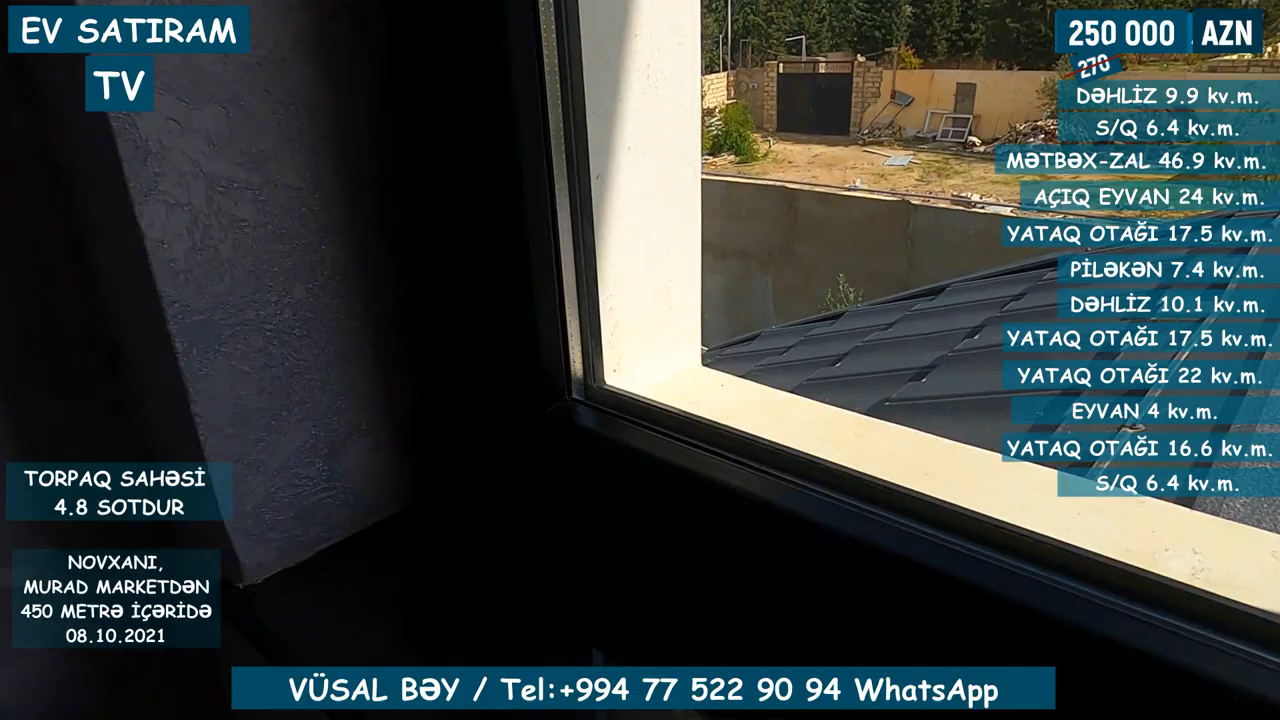 EV SATIRAM
TV
250 000 AZN
270
DƏHLİZ 9.9 kv.m.
S/Q 6.4 kv.m.
MƏTBƏX-ZAL 46.9 kv.m.
AÇIQ EYVAN 24 kv.m.
YATAQ OTAĞI 17.5 kv.m.
PİLƏKƏN 7.4 kv.m.
DƏHLİZ 10.1 kv.m.
YATAQ OTAĞI 17.5 kv.m.
YATAQ OTAĞI 22 kv.m.
EYVAN 4 kv.m.
YATAQ OTAĞI 16.6 kv.m.
S/Q 6.4 kv.m.
TORPAQ SAHƏSİ
4.8 SOTDUR
NOVXANI,
MURAD MARKETDƏN
450 METRƏ İÇƏRİDƏ
08.10.2021
VÜSAL BƏY / Tel:+994 77 522 90 94 WhatsApp